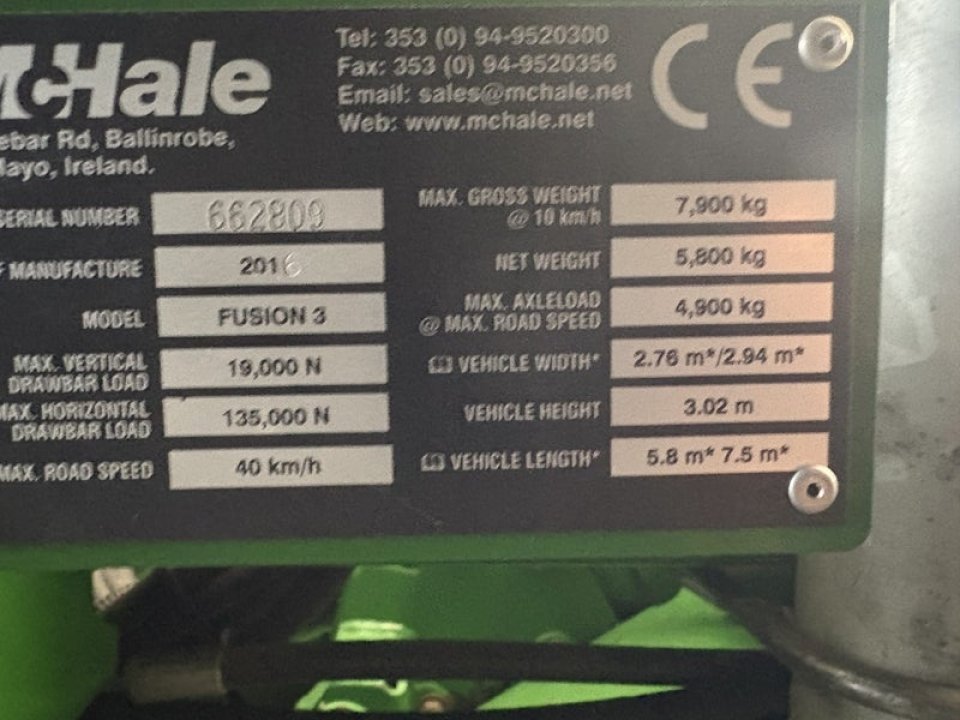 McHale
Tel: 353 (0) 94-9520300
Fax: 353 (0) 94-9520356
Email: sales@mchale.net
Web: www.mchale.net
CE
ebar Rd, Ballinrobe,
Mayo, Ireland.
SERIAL NUMBER 662809
F MANUFACTURE 2016
MODEL FUSION 3
MAX. VERTICAL
DRAWBAR LOAD 19,000 N
MAX. HORIZONTAL
DRAWBAR LOAD 135,000 N
MAX. ROAD SPEED 40 km/h
MAX. GROSS WEIGHT
@ 10 km/h 7,900 kg
NET WEIGHT 5,800 kg
MAX. AXLELOAD
@ MAX. ROAD SPEED 4,900 kg
VEHICLE WIDTH* 2.76 m*/2.94 m*
VEHICLE HEIGHT 3.02 m
VEHICLE LENGTH* 5.8 m* 7.5 m*